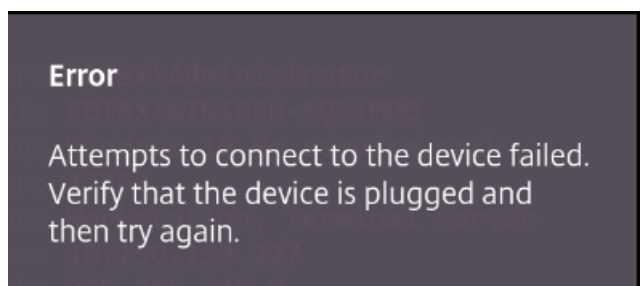 Error
Attempts to connect to the device failed.
Verify that the device is plugged and
then try again.